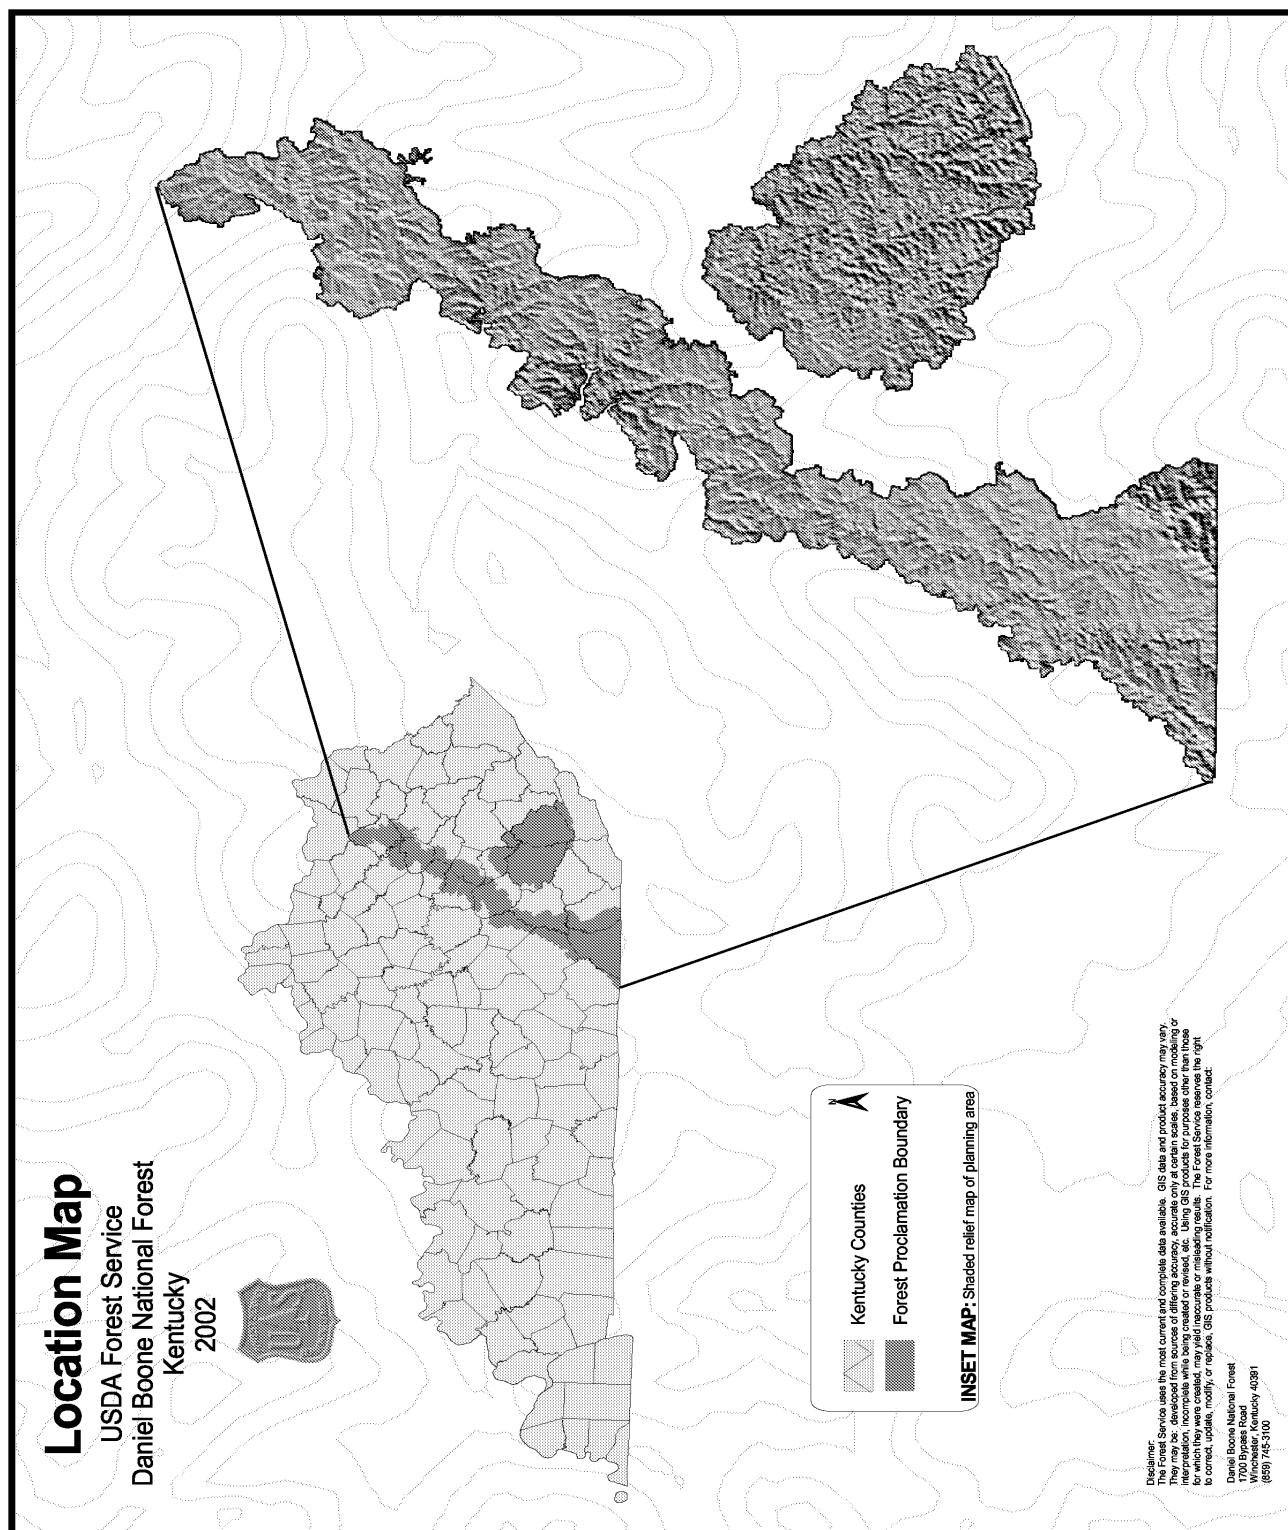 Location Map
USDA Forest Service
Daniel Boone National Forest
Kentucky
2002
N
Kentucky Counties
Forest Proclamation Boundary
INSET MAP: Shaded relief map of planning area
Disclaimer:
The Forest Service uses the most current and complete data available. GIS data and product accuracy may vary.
They may be: developed from sources of differing accuracy, accurate only at certain scales, based on modeling or
interpretation, incomplete while being created or revised, etc. Using GIS products for purposes other than those
for which they were created, may yield inaccurate or misleading results. The Forest Service reserves the right
to correct, update, modify, or replace, GIS products without notification. For more information, contact:
Daniel Boone National Forest
1700 Bypass Road
Winchester, Kentucky 40391
(859) 745-3100